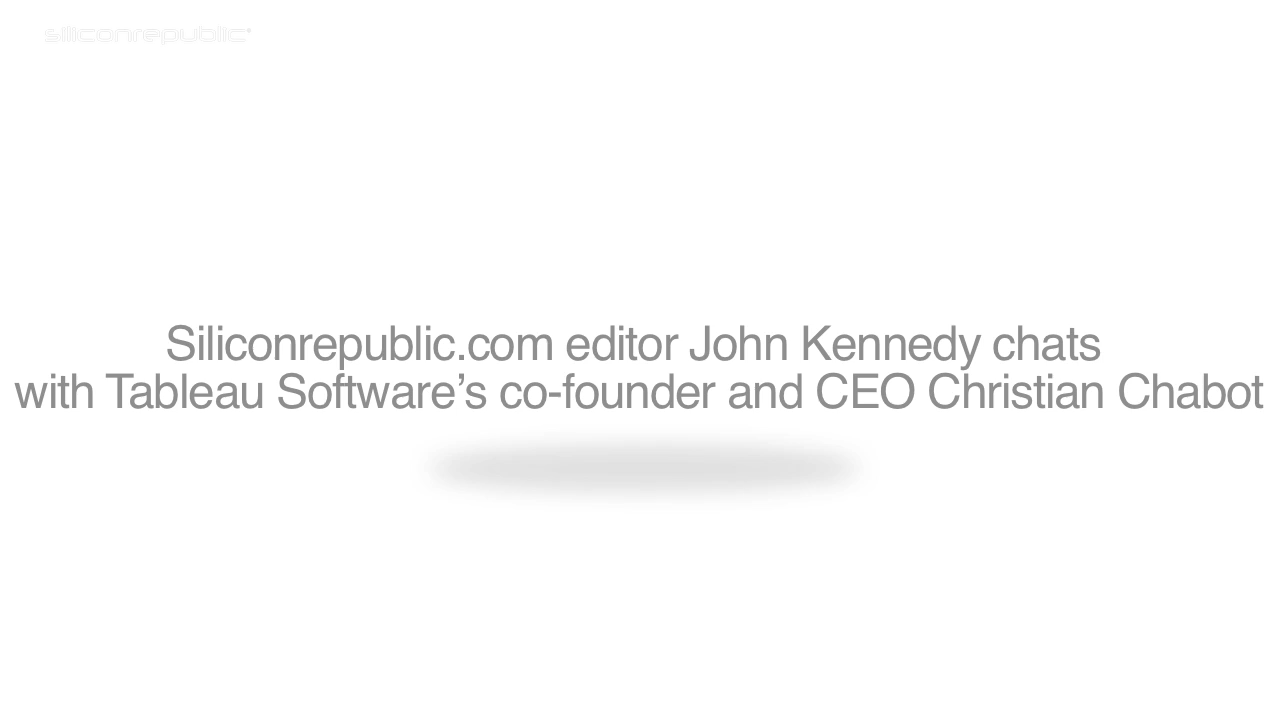 siliconrepublic
Siliconrepublic.com editor John Kennedy chats
with Tableau Software’s co-founder and CEO Christian Chabot